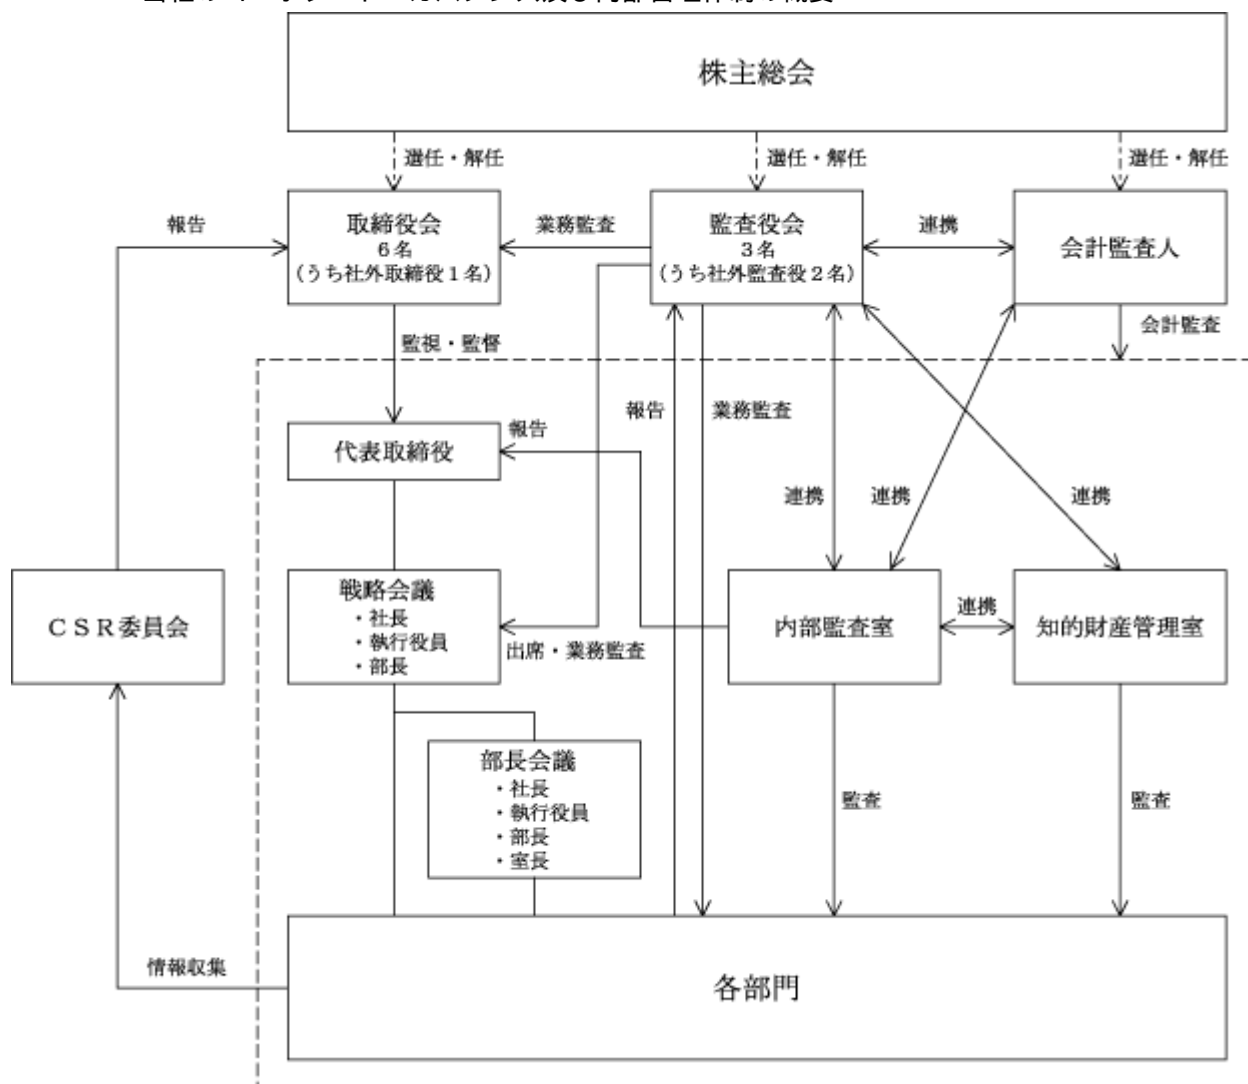 株主総会
選任・解任
選任・解任
選任・解任
報告
取締役会
6名
(うち社外取締役1名)
業務監査
監査役会
3名
(うち社外監査役2名)
連携
会計監査人
監視・監督
会計監査
代表取締役
報告
報告
業務監査
連携
連携
連携
CSR委員会
戦略会議
・社長
・執行役員
・部長
出席・業務監査
内部監査室
連携
知的財産管理室
部長会議
・社長
・執行役員
・部長
・室長
監査
監査
情報収集
各部門